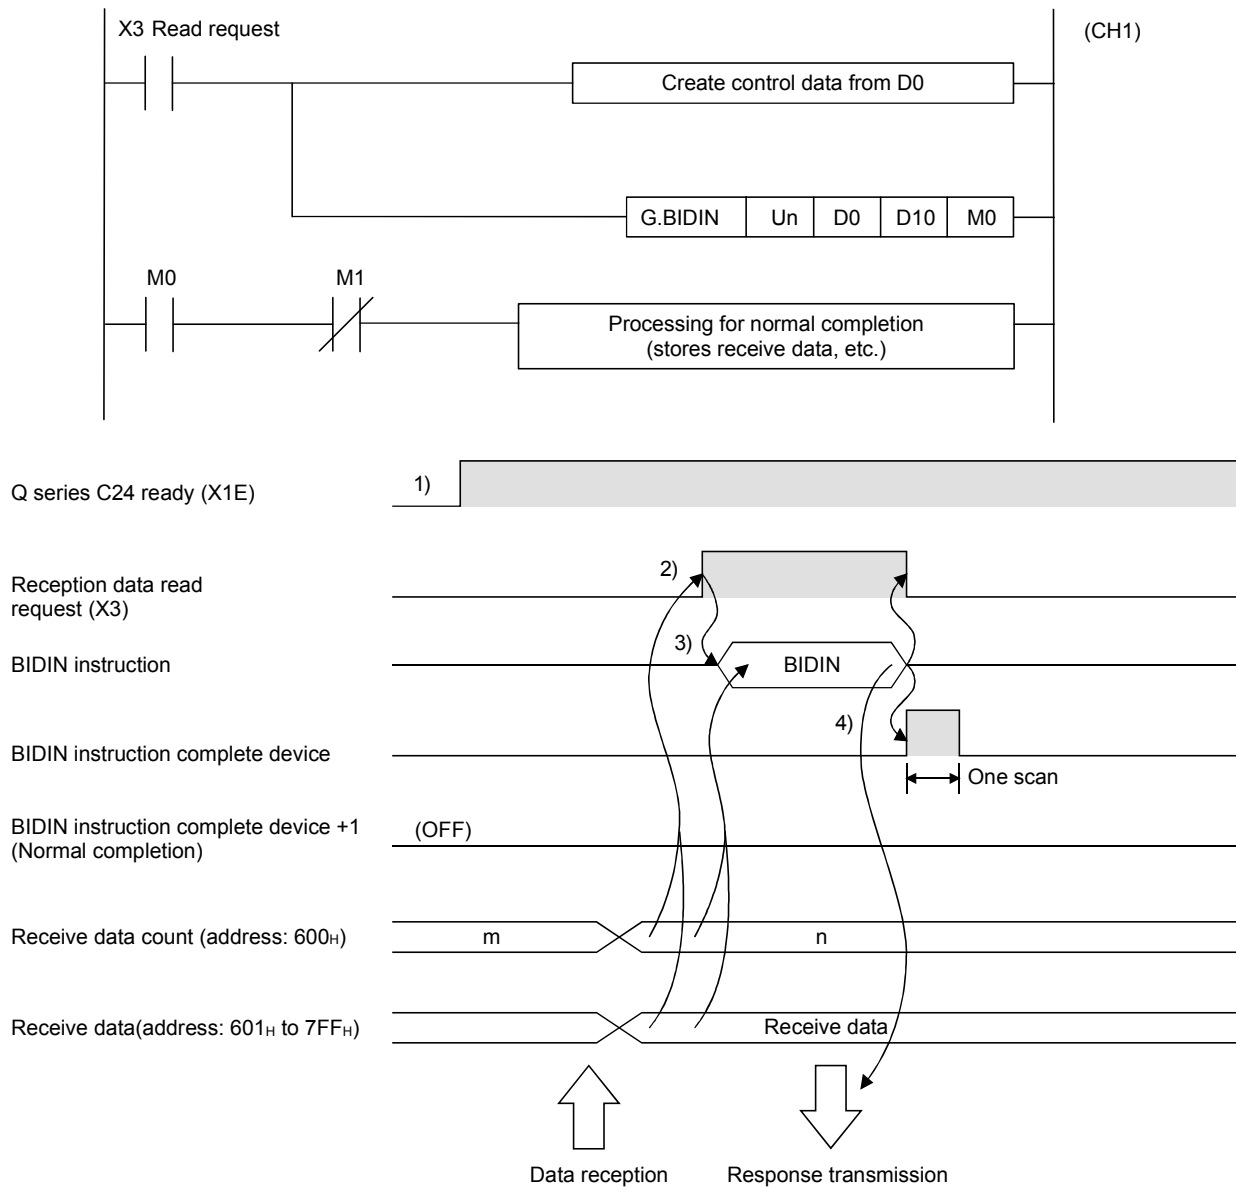 X3 Read request
(CH1)
Create control data from D0
G.BIDIN Un D0 D10 M0
M0 M1
Processing for normal completion
(stores receive data, etc.)
Q series C24 ready (X1E)
1)
Reception data read
request (X3)
2)
BIDIN instruction
3)
BIDIN
4)
BIDIN instruction complete device
One scan
BIDIN instruction complete device +1
(Normal completion)
(OFF)
Receive data count (address: 600H)
m
n
Receive data(address: 601H to 7FFH)
Receive data
Data reception
Response transmission